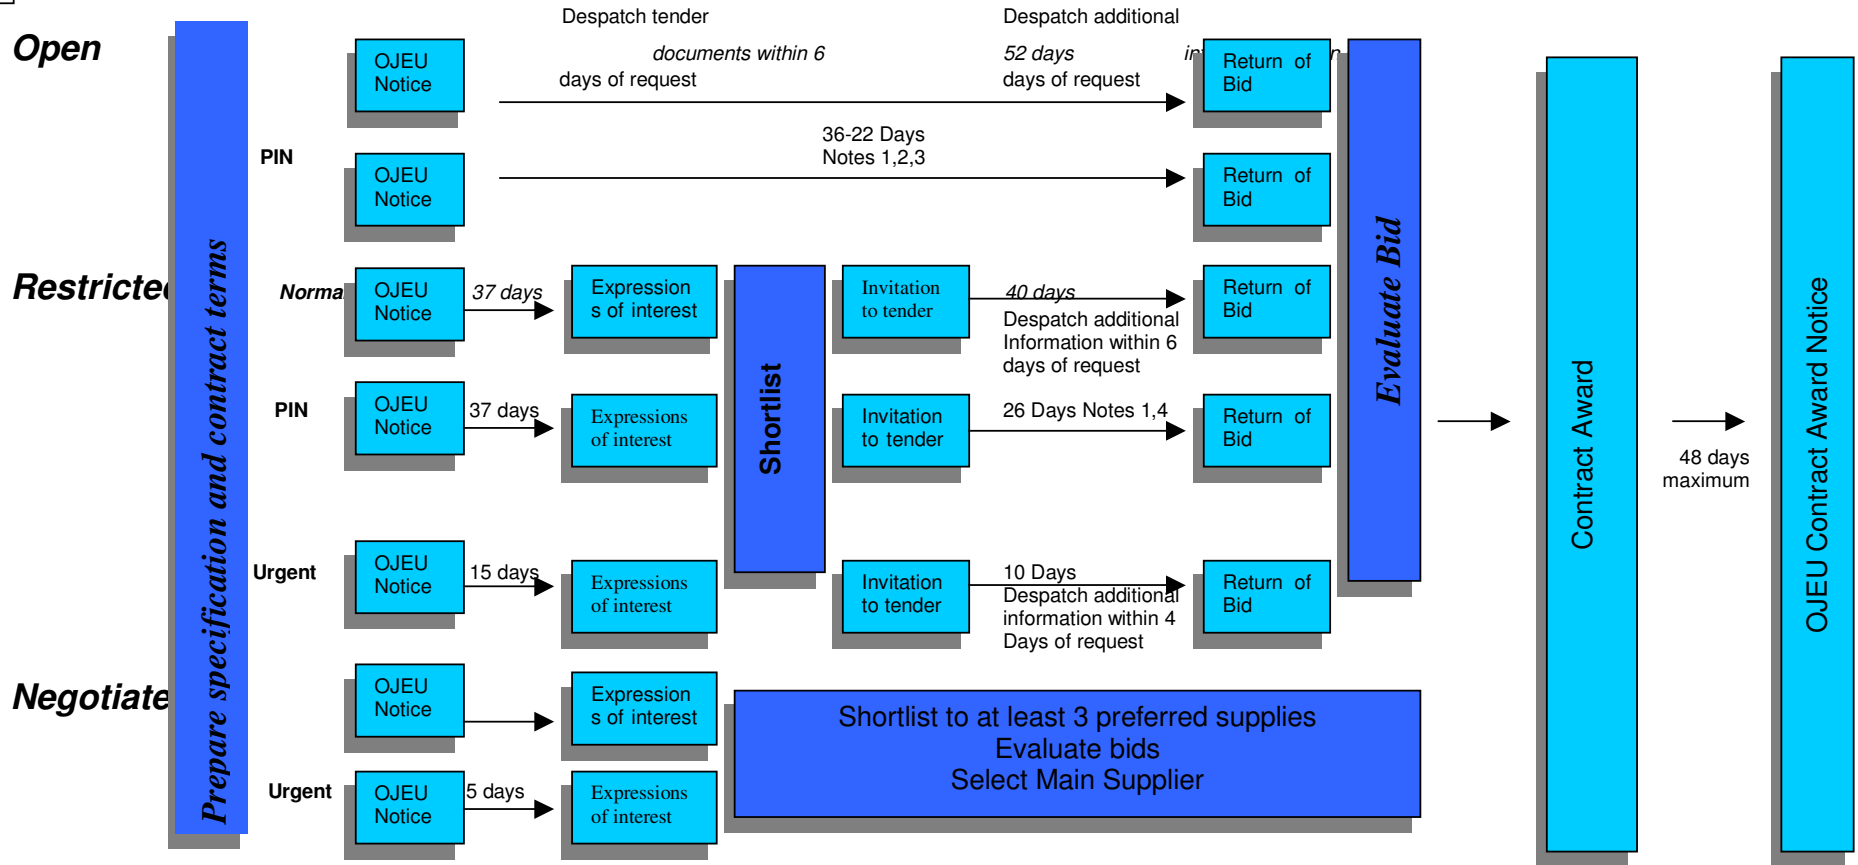 Despatch tender
Despatch additional
Open
documents within 6
52 days
days of request
days of request
OJEU
Notice
Return of
Bid
36-22 Days
Notes 1,2,3
PIN
OJEU
Notice
Return of
Bid
Prepare specification and contract terms
Evaluate Bid
Restricted
Normal
OJEU
Notice
37 days
Expression
s of interest
Shortlist
Invitation
to tender
40 days
Despatch additional
Information within 6
days of request
Return of
Bid
PIN
OJEU
Notice
37 days
Expressions
of interest
Invitation
to tender
26 Days Notes 1,4
Return of
Bid
Contract Award
48 days
maximum
OJEU Contract Award Notice
Urgent
OJEU
Notice
15 days
Expressions
of interest
Invitation
to tender
10 Days
Despatch additional
information within 4
Days of request
Return of
Bid
Negotiate
OJEU
Notice
Expression
s of interest
Shortlist to at least 3 preferred supplies
Evaluate bids
Select Main Supplier
Urgent
OJEU
Notice
5 days
Expressions
of interest